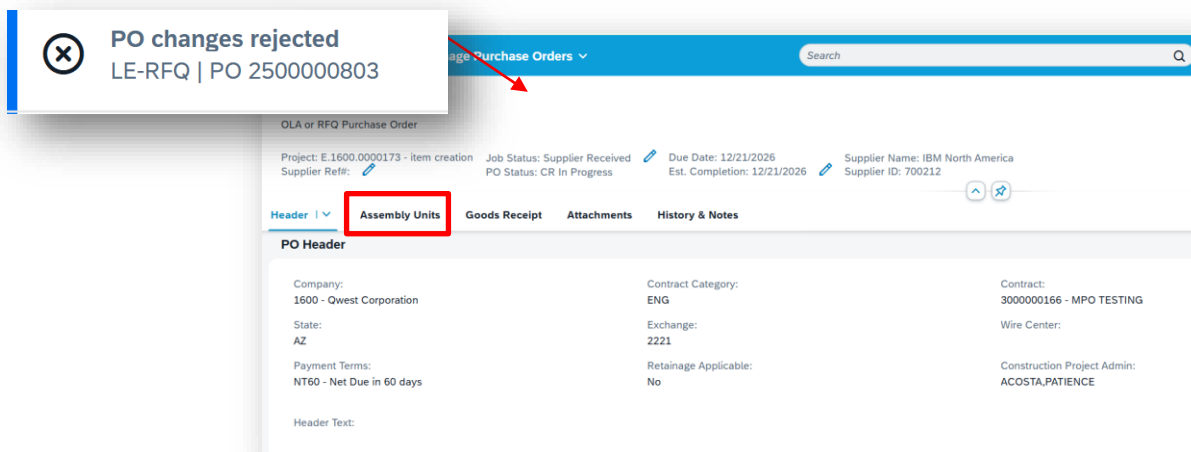 PO changes rejected
LE-RFQ | PO 2500000803
age Purchase Orders
Search
OLA or RFQ Purchase Order
Project: E.1600.0000173 - item creation Job Status: Supplier Received Due Date: 12/21/2026 Supplier Name: IBM North America
Supplier Ref#: PO Status: CR In Progress Est. Completion: 12/21/2026 Supplier ID: 700212
Header | Assembly Units Goods Receipt Attachments History & Notes
PO Header
Company: Contract Category: Contract:
1600 - Qwest Corporation ENG 3000000166 - MPO TESTING
State: Exchange: Wire Center:
AZ 2221
Payment Terms: Retainage Applicable: Construction Project Admin:
NT60 - Net Due in 60 days No ACOSTA,PATIENCE
Header Text: